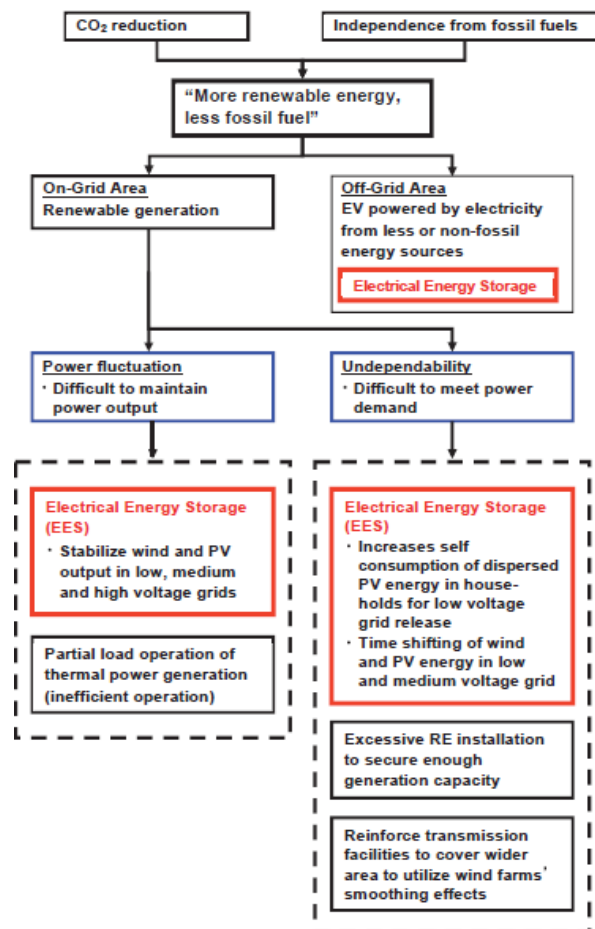 CO₂ reduction
Independence from fossil fuels
“More renewable energy,
less fossil fuel”
On-Grid Area
Renewable generation
Off-Grid Area
EV powered by electricity
from less or non-fossil
energy sources
Electrical Energy Storage
Power fluctuation
· Difficult to maintain
power output
Undependability
· Difficult to meet power
demand
Electrical Energy Storage
(EES)
· Stabilize wind and PV
output in low, medium
and high voltage grids
Partial load operation of
thermal power generation
(inefficient operation)
Electrical Energy Storage
(EES)
· Increases self
consumption of dispersed
PV energy in house-
holds for low voltage
grid release
· Time shifting of wind
and PV energy in low
and medium voltage grid
Excessive RE installation
to secure enough
generation capacity
Reinforce transmission
facilities to cover wider
area to utilize wind farms’
smoothing effects